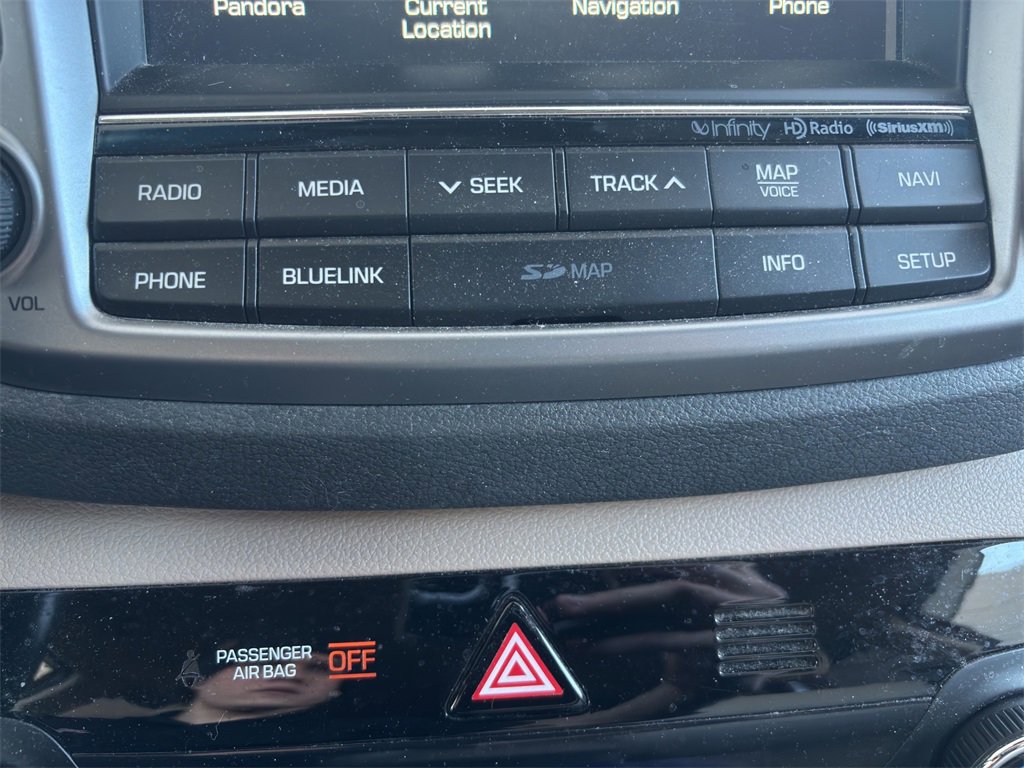 Pandora
Current
Location
Navigation
Phone
Infinity HD Radio ((SiriusXM))
RADIO
MEDIA
SEEK
TRACK
MAP
VOICE
NAVI
PHONE
BLUELINK
SD MAP
INFO
SETUP
VOL
PASSENGER
AIR BAG
OFF